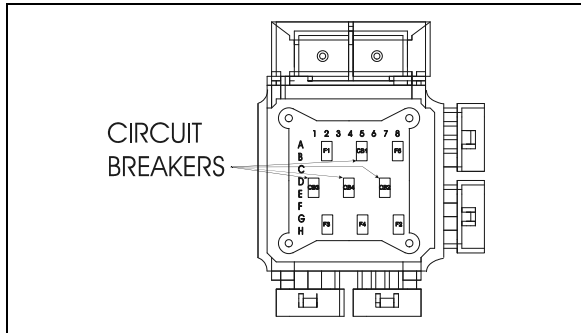 CIRCUIT
BREAKERS
1 2 3 4 5 6 7 8
A
B
C
D
E
F
G
H
F1
CB1
F5
CB3
CB4
CB2
F3
F4
F2